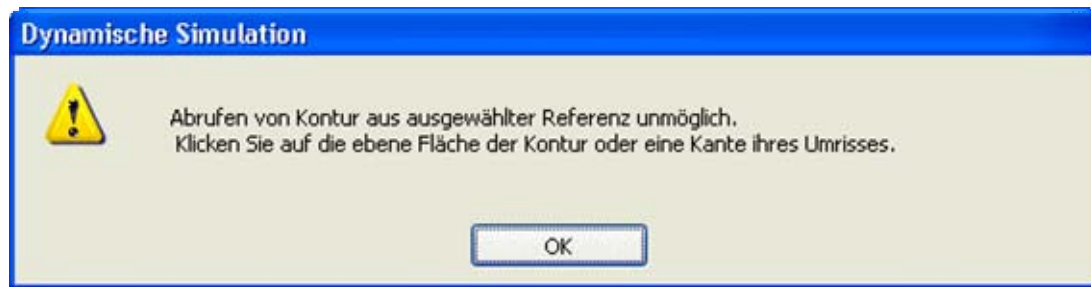 Dynamische Simulation
Abrufen von Kontur aus ausgewählter Referenz unmöglich.
Klicken Sie auf die ebene Fläche der Kontur oder eine Kante ihres Umrisses.
OK